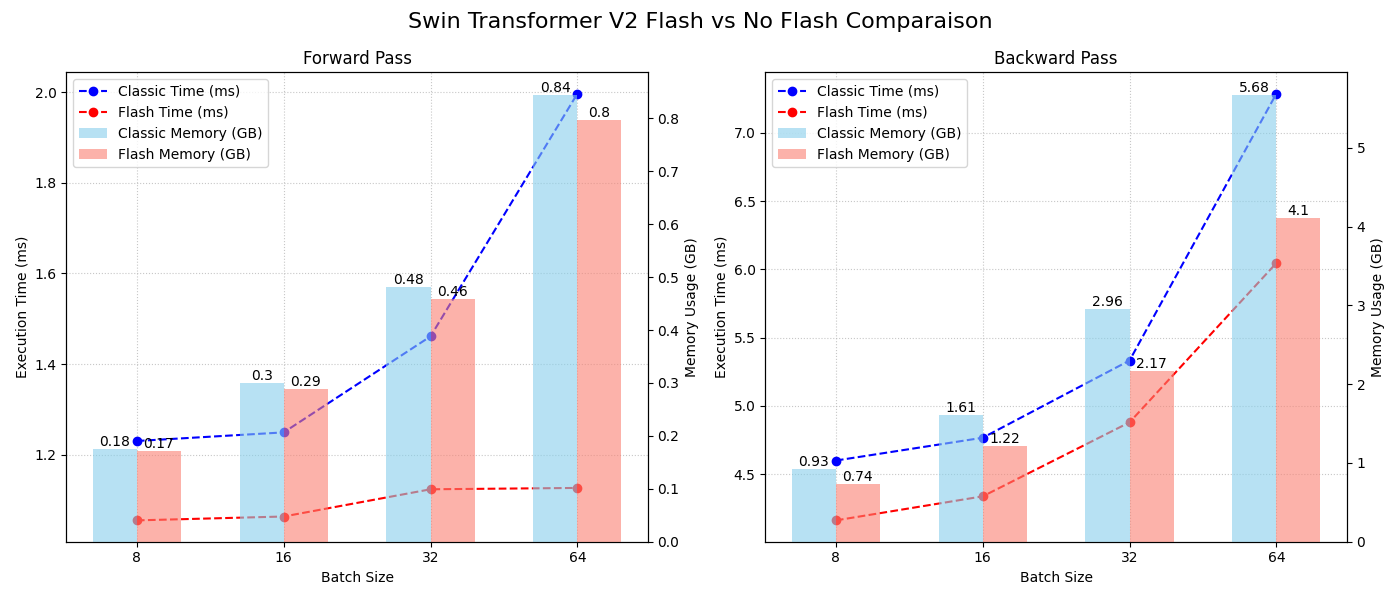 Swin Transformer V2 Flash vs No Flash Comparaison
Forward Pass
Classic Time (ms)
Flash Time (ms)
Classic Memory (GB)
Flash Memory (GB)
Execution Time (ms)
2.0
1.8
1.6
1.4
1.2
0.18
0.17
0.3
0.29
0.48
0.46
0.84
0.8
0.8
0.7
0.6
0.5
0.4
0.3
0.2
0.1
0.0
Memory Usage (GB)
8
16
32
64
Batch Size
Backward Pass
Classic Time (ms)
Flash Time (ms)
Classic Memory (GB)
Flash Memory (GB)
Execution Time (ms)
7.0
6.5
6.0
5.5
5.0
4.5
0.93
0.74
1.61
1.22
2.96
2.17
5.68
4.1
5
4
3
2
1
0
Memory Usage (GB)
8
16
32
64
Batch Size